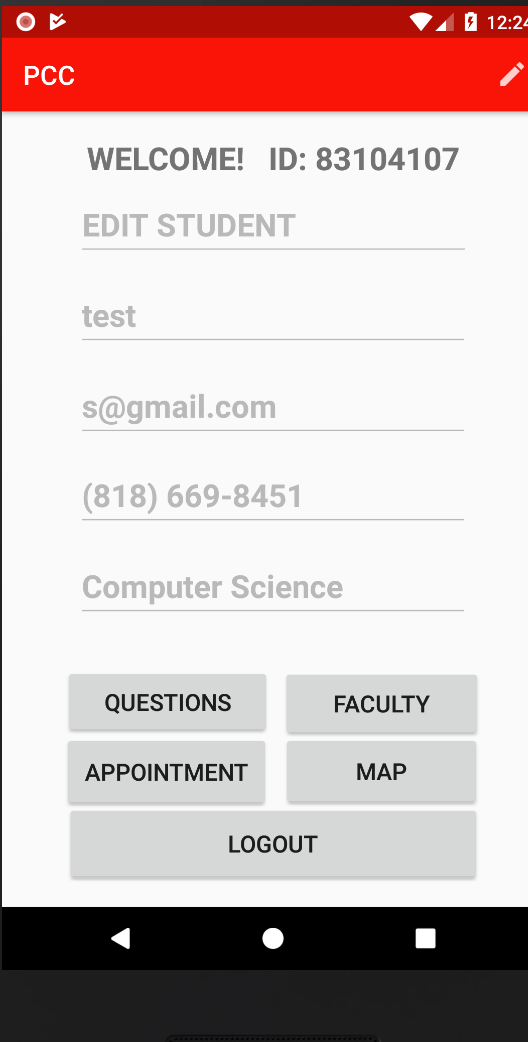 12:24
PCC
WELCOME! ID: 83104107
EDIT STUDENT
test
s@gmail.com
(818) 669-8451
Computer Science
QUESTIONS FACULTY
APPOINTMENT MAP
LOGOUT